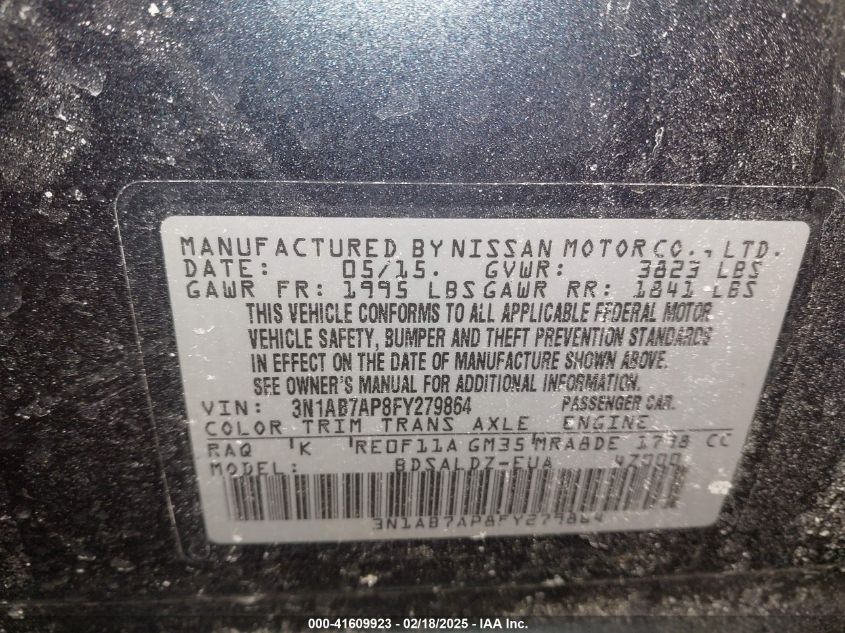 MANUFACTURED BY NISSAN MOTOR CO., LTD.
DATE: 05/15. GVWR: 3823 LBS
GAWR FR: 1995 LBS GAWR RR: 1841 LBS
THIS VEHICLE CONFORMS TO ALL APPLICABLE FEDERAL MOTOR
VEHICLE SAFETY, BUMPER AND THEFT PREVENTION STANDARDS
IN EFFECT ON THE DATE OF MANUFACTURE SHOWN ABOVE.
SEE OWNER'S MANUAL FOR ADDITIONAL INFORMATION.
VIN: 3N1AB7AP8FY279864 PASSENGER CAR.
COLOR TRIM TRANS AXLE ENGINE
RAQ K RE0F11A GM35 MRA8DE 1798 CC
MODEL: BDSALDZ-EUA
3N1AB7AP8FY279864
000-41609923 - 02/18/2025 - IAA Inc.